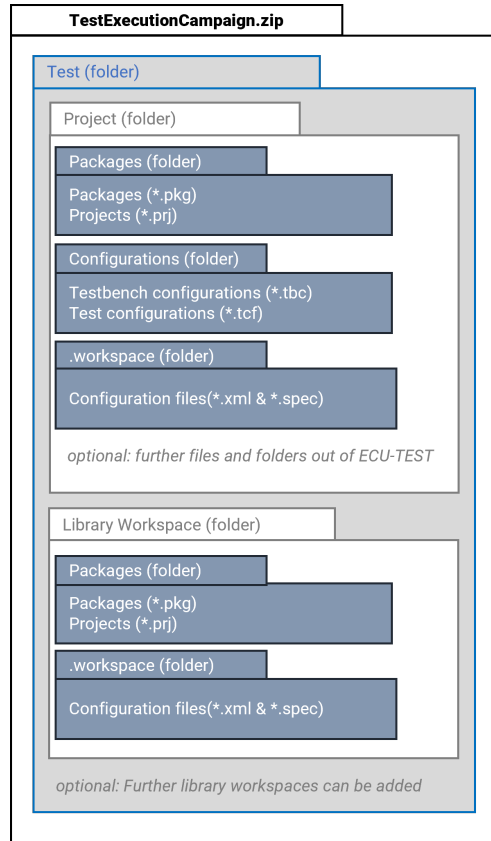 TestExecutionCampaign.zip
Test (folder)
Project (folder)
Packages (folder)
Packages (*.pkg)
Projects (*.prj)
Configurations (folder)
Testbench configurations (*.tbc)
Test configurations (*.tcf)
.workspace (folder)
Configuration files(*.xml & *.spec)
optional: further files and folders out of ECU-TEST
Library Workspace (folder)
Packages (folder)
Packages (*.pkg)
Projects (*.prj)
.workspace (folder)
Configuration files(*.xml & *.spec)
optional: Further library workspaces can be added